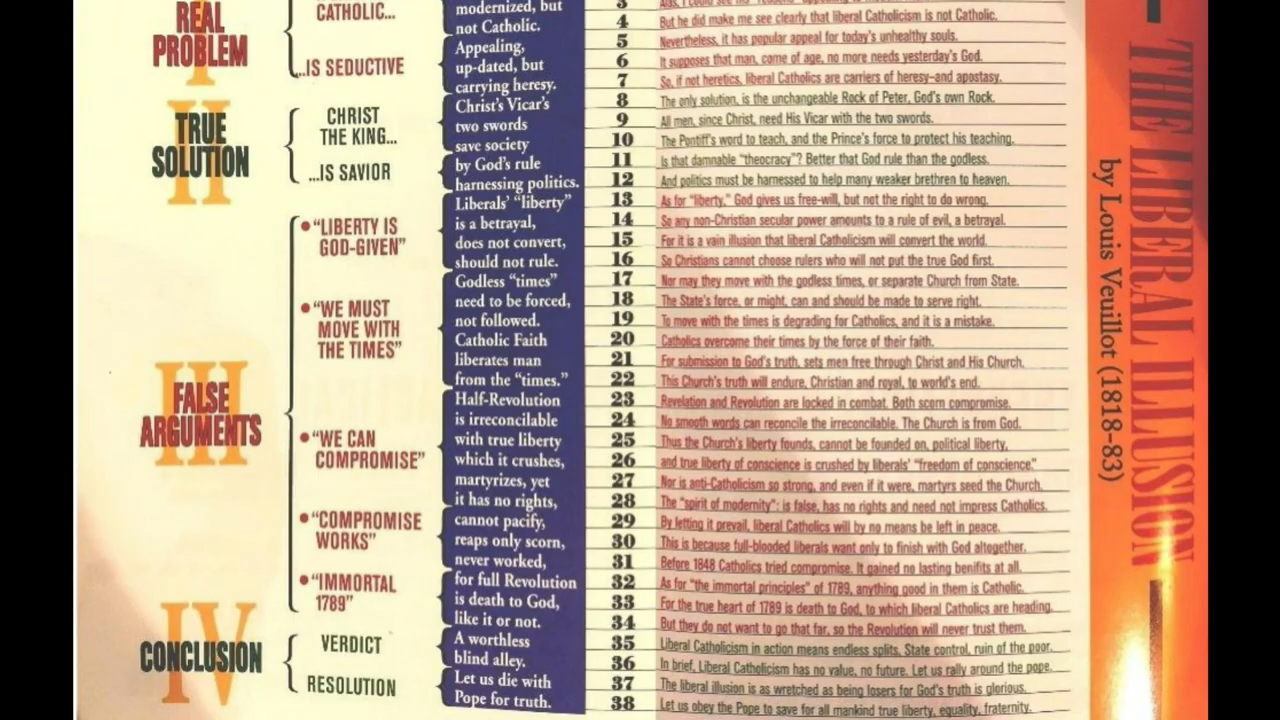 REAL
PROBLEM
I
CATHOLIC...
...IS SEDUCTIVE
II
TRUE
SOLUTION
CHRIST
THE KING...
...IS SAVIOR
III
FALSE
ARGUMENTS
• "LIBERTY IS
GOD-GIVEN"
• "WE MUST
MOVE WITH
THE TIMES"
• "WE CAN
COMPROMISE"
• "COMPROMISE
WORKS"
• "IMMORTAL
1789"
IV
CONCLUSION
VERDICT
RESOLUTION
modernized, but
not Catholic.
Appealing,
up-dated, but
carrying heresy.
Christ's Vicar's
two swords
save society
by God's rule
harnessing politics.
Liberals' "liberty"
is a betrayal,
does not convert,
should not rule.
Godless "times"
need to be forced,
not followed.
Catholic Faith
liberates man
from the "times."
Half-Revolution
is irreconcilable
with true liberty
which it crushes,
martyrizes, yet
it has no rights,
cannot pacify,
reaps only scorn,
never worked,
for full Revolution
is death to God,
like it or not.
A worthless
blind alley.
Let us die with
Pope for truth.
3
4 But he did make me see clearly that liberal Catholicism is not Catholic.
5 Nevertheless, it has popular appeal for today's unhealthy souls.
6 It supposes that man, come of age, no more needs yesterday's God.
7 So, if not heretics, liberal Catholics are carriers of heresy–and apostasy.
8 The only solution, is the unchangeable Rock of Peter, God's own Rock.
9 All men, since Christ, need His Vicar with the two swords.
10 The Pontiff's word to teach, and the Prince's force to protect his teaching.
11 Is that damnable "theocracy"? Better that God rule than the godless.
12 And politics must be harnessed to help many weaker brethren to heaven.
13 As for "liberty," God gives us free-will, but not the right to do wrong.
14 So any non-Christian secular power amounts to a rule of evil, a betrayal.
15 For it is a vain illusion that liberal Catholicism will convert the world.
16 So Christians cannot choose rulers who will not put the true God first.
17 Nor may they move with the godless times, or separate Church from State.
18 The State's force, or might, can and should be made to serve right.
19 To move with the times is degrading for Catholics, and it is a mistake.
20 Catholics overcome their times by the force of their faith.
21 For submission to God's truth, sets men free through Christ and His Church.
22 This Church's truth will endure, Christian and royal, to world's end.
23 Revelation and Revolution are locked in combat. Both scorn compromise.
24 No smooth words can reconcile the irreconcilable. The Church is from God.
25 Thus the Church's liberty founds, cannot be founded on, political liberty,
26 and true liberty of conscience is crushed by liberals' "freedom of conscience."
27 Nor is anti-Catholicism so strong, and even if it were, martyrs seed the Church.
28 The "spirit of modernity": is false, has no rights and need not impress Catholics.
29 By letting it prevail, liberal Catholics will by no means be left in peace.
30 This is because full-blooded liberals want only to finish with God altogether.
31 Before 1848 Catholics tried compromise. It gained no lasting benifits at all.
32 As for "the immortal principles" of 1789, anything good in them is Catholic.
33 For the true heart of 1789 is death to God, to which liberal Catholics are heading.
34 But they do not want to go that far, so the Revolution will never trust them.
35 Liberal Catholicism in action means endless splits, State control, ruin of the poor.
36 In brief, Liberal Catholicism has no value, no future. Let us rally around the pope.
37 The liberal illusion is as wretched as being losers for God's truth is glorious.
38 Let us obey the Pope to save for all mankind true liberty, equality, fraternity.
THE LIBERAL ILLUSION
by Louis Veuillot (1818-83)